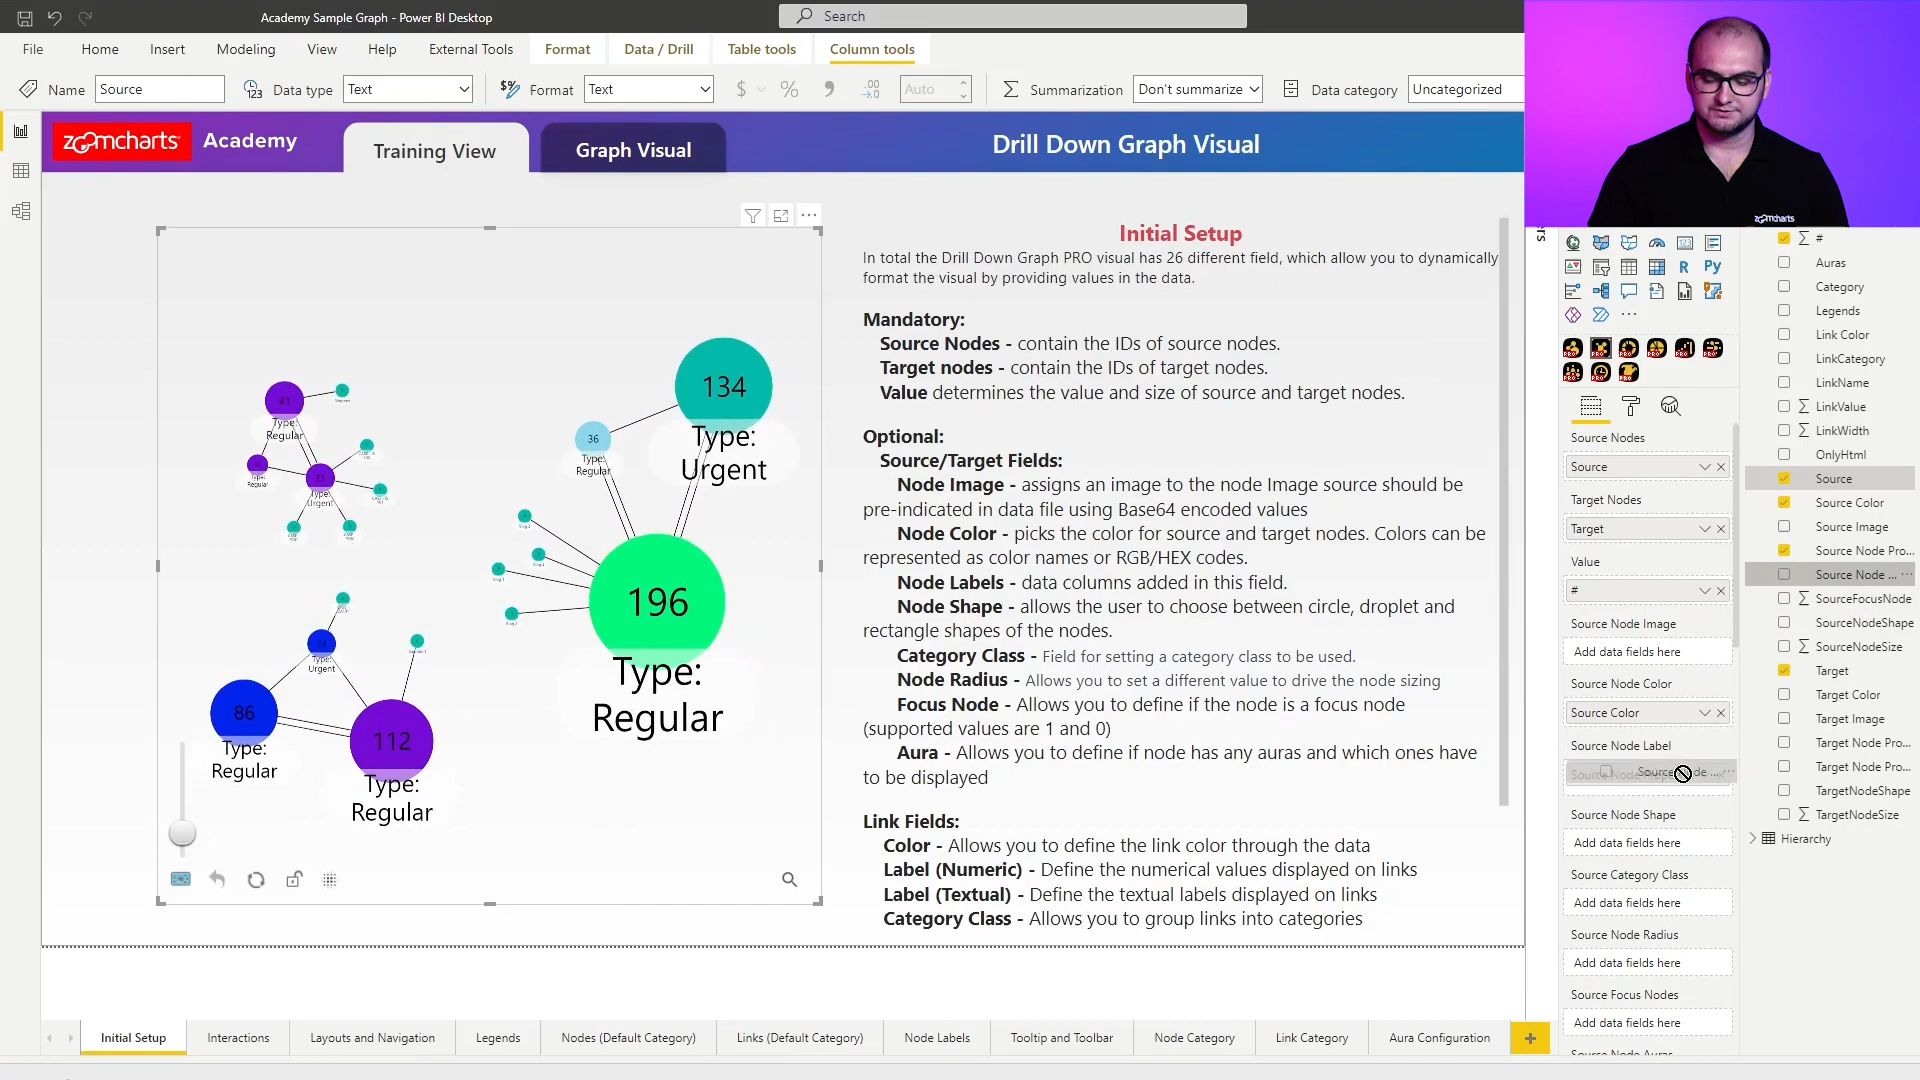 Academy Sample Graph - Power BI Desktop
Search
File Home Insert Modeling View Help External Tools Format Data / Drill Table tools Column tools
Name Source Data type Text Format Text $ % Auto Summarization Don't summarize Data category Uncategorized
zoomcharts Academy
Training View
Graph Visual
Drill Down Graph Visual
zoomcharts
Initial Setup
In total the Drill Down Graph PRO visual has 26 different field, which allow you to dynamically
format the visual by providing values in the data.
Mandatory:
Source Nodes - contain the IDs of source nodes.
Target nodes - contain the IDs of target nodes.
Value determines the value and size of source and target nodes.
Optional:
Source/Target Fields:
Node Image - assigns an image to the node Image source should be
pre-indicated in data file using Base64 encoded values
Node Color - picks the color for source and target nodes. Colors can be
represented as color names or RGB/HEX codes.
Node Labels - data columns added in this field.
Node Shape - allows the user to choose between circle, droplet and
rectangle shapes of the nodes.
Category Class - Field for setting a category class to be used.
Node Radius - Allows you to set a different value to drive the node sizing
Focus Node - Allows you to define if the node is a focus node
(supported values are 1 and 0)
Aura - Allows you to define if node has any auras and which ones have
to be displayed
Link Fields:
Color - Allows you to define the link color through the data
Label (Numeric) - Define the numerical values displayed on links
Label (Textual) - Define the textual labels displayed on links
Category Class - Allows you to group links into categories
134
Type:
Urgent
36
Type:
Regular
196
Type:
Regular
41
Type:
Regular
Type:
Regular
Type:
Urgent
Type:
Urgent
86
Type:
Regular
112
Type:
Regular
R Py
PRO PRO PRO PRO PRO PRO
PRO PRO PRO
Source Nodes
Source
Target Nodes
Target
Value
#
Source Node Image
Add data fields here
Source Node Color
Source Color
Source Node Label
Source Node ...
Source Node Shape
Add data fields here
Source Category Class
Add data fields here
Source Node Radius
Add data fields here
Source Focus Nodes
Add data fields here
Source Node Auras
#
Auras
Category
Legends
Link Color
LinkCategory
LinkName
LinkValue
LinkWidth
OnlyHtml
Source
Source Color
Source Image
Source Node Pro...
Source Node ...
SourceFocusNode
SourceNodeShape
SourceNodeSize
Target
Target Color
Target Image
Target Node Pro...
Target Node Pro...
TargetNodeShape
TargetNodeSize
Hierarchy
Initial Setup Interactions Layouts and Navigation Legends Nodes (Default Category) Links (Default Category) Node Labels Tooltip and Toolbar Node Category Link Category Aura Configuration +